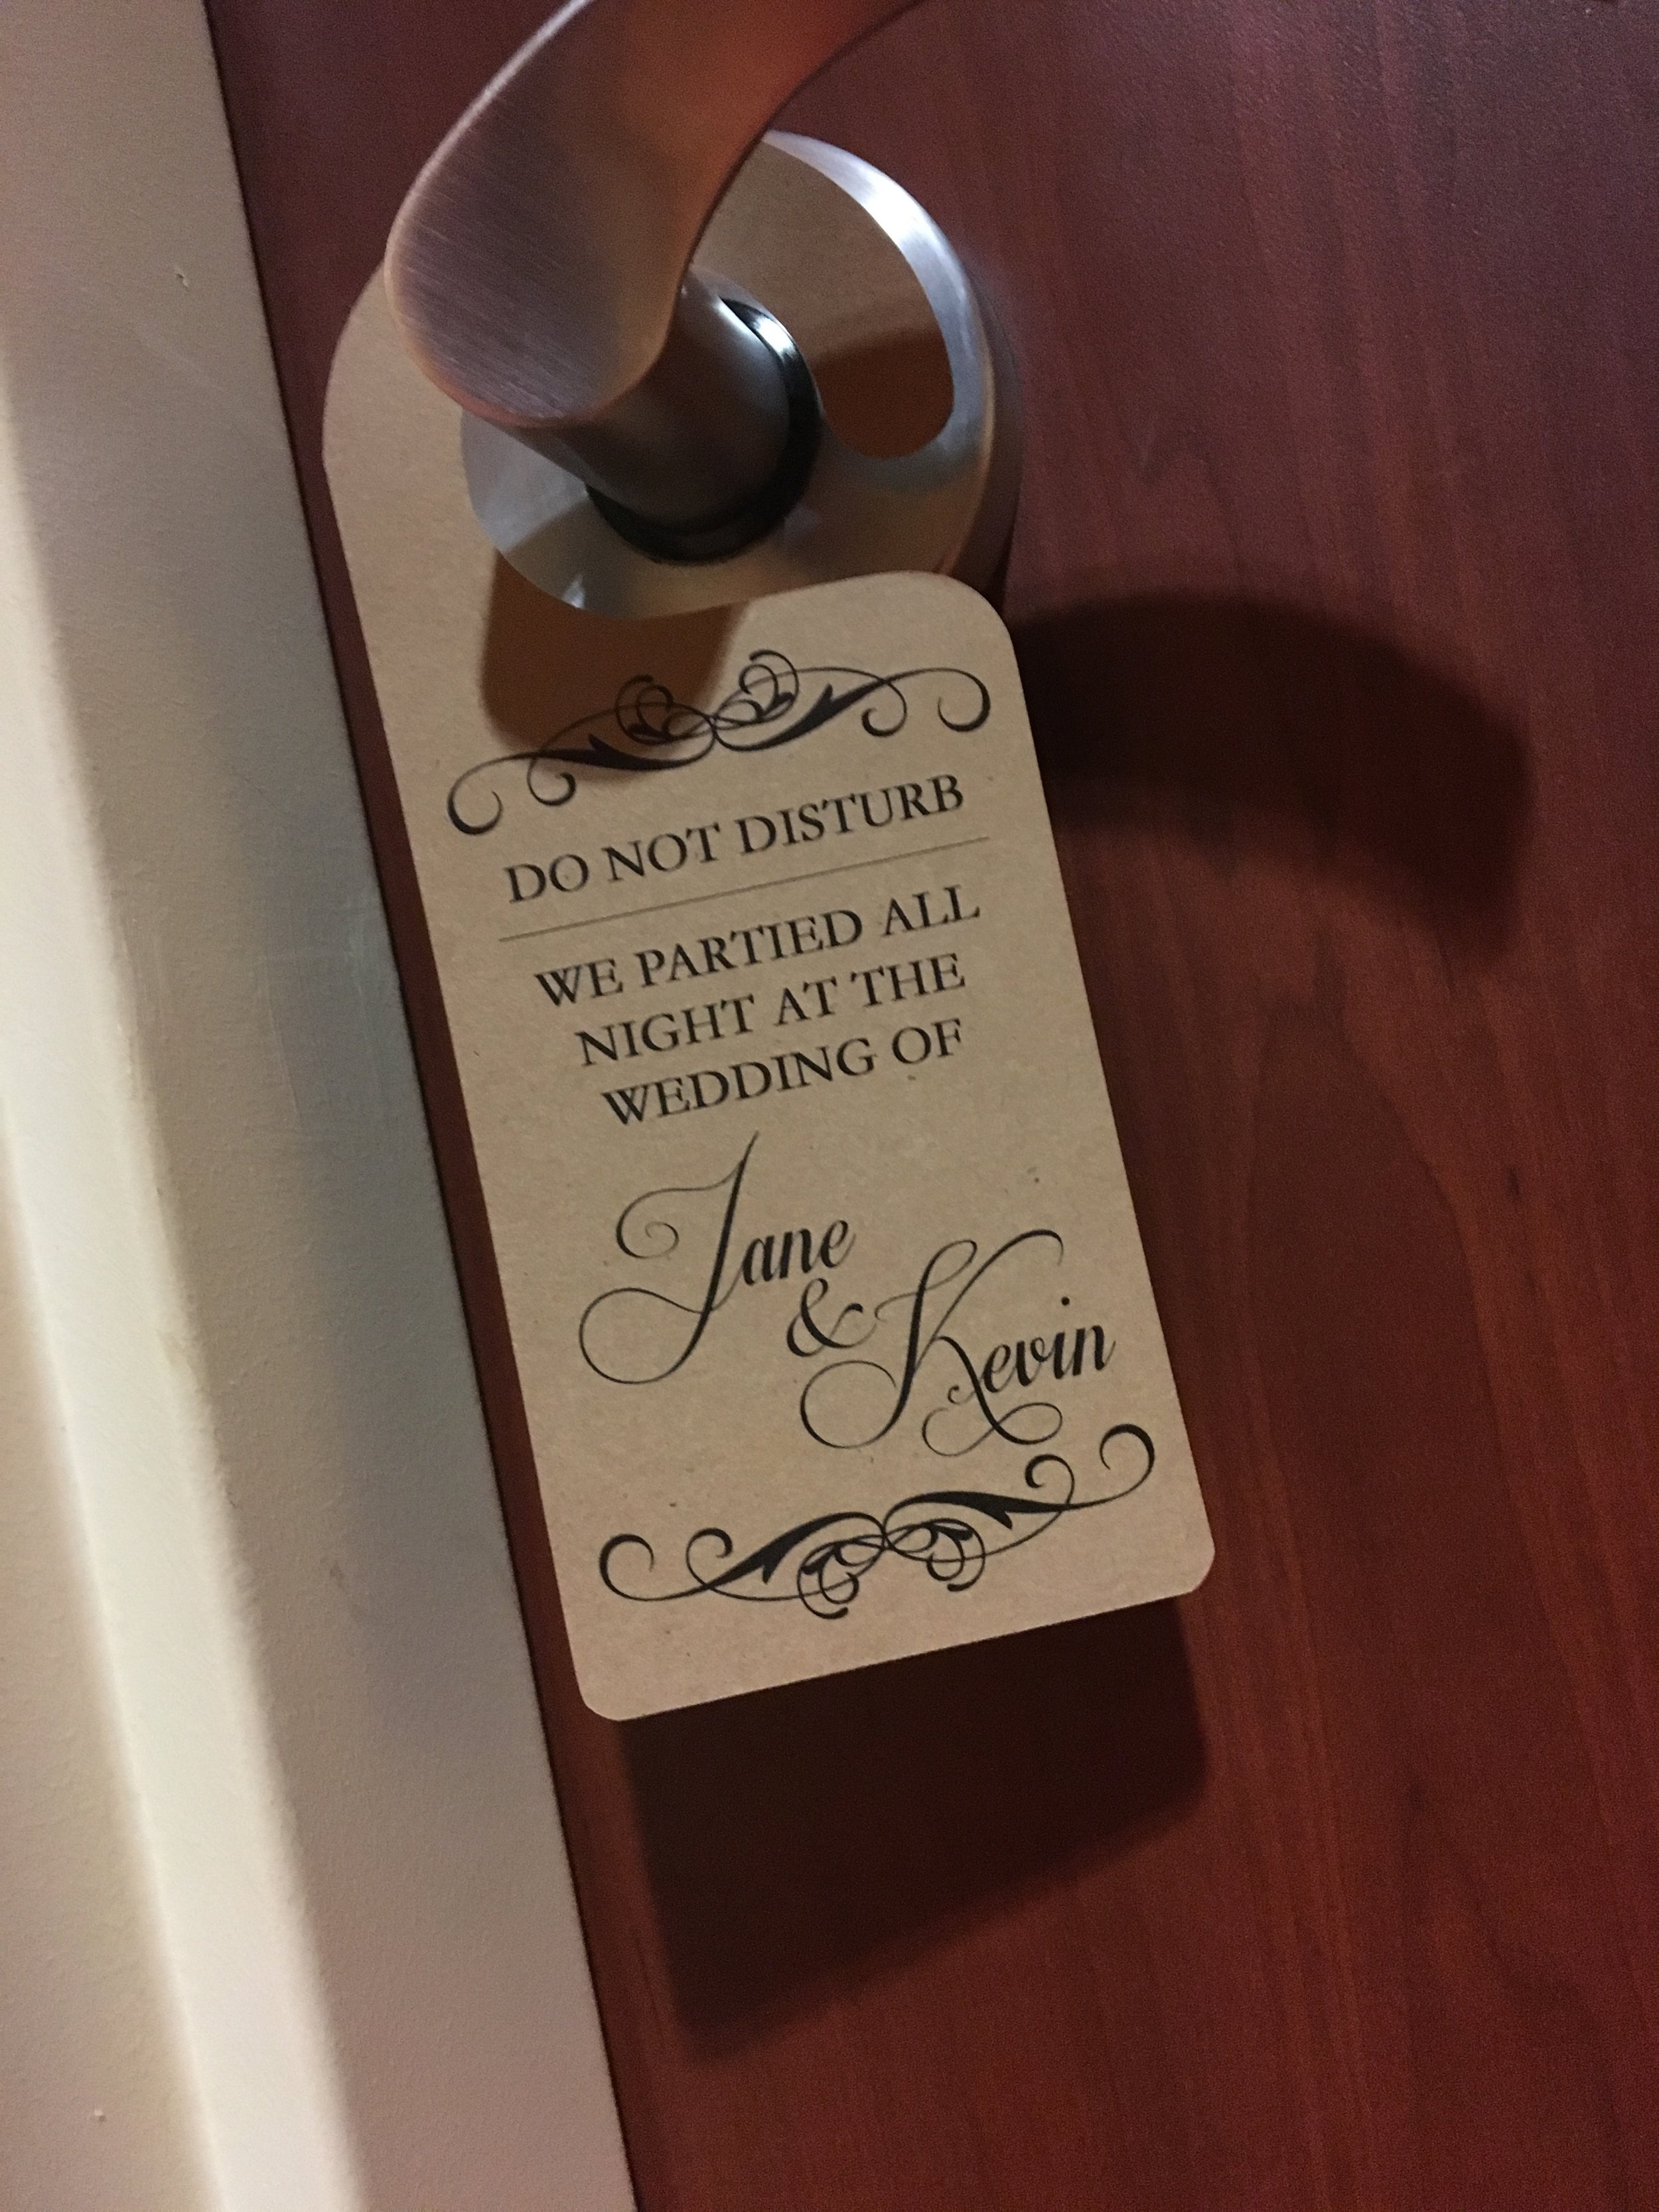 DO NOT DISTURB
WE PARTIED ALL
NIGHT AT THE
WEDDING OF
Jane
&
Kevin